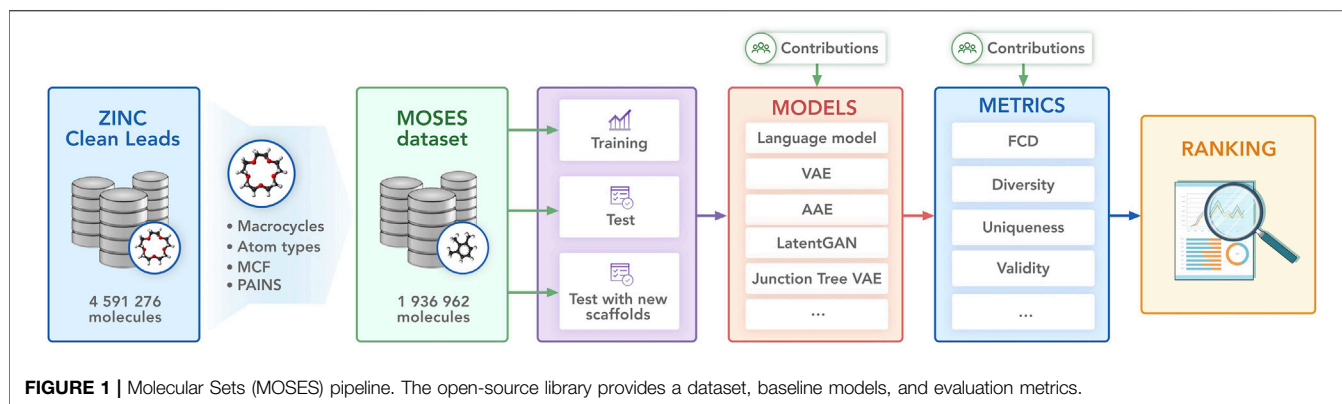 ZINC
Clean Leads
4 591 276
molecules
• Macrocycles
• Atom types
• MCF
• PAINS
MOSES
dataset
1 936 962
molecules
Training
Test
Test with new
scaffolds
Contributions
MODELS
Language model
VAE
AAE
LatentGAN
Junction Tree VAE
...
Contributions
METRICS
FCD
Diversity
Uniqueness
Validity
...
RANKING
FIGURE 1 | Molecular Sets (MOSES) pipeline. The open-source library provides a dataset, baseline models, and evaluation metrics.